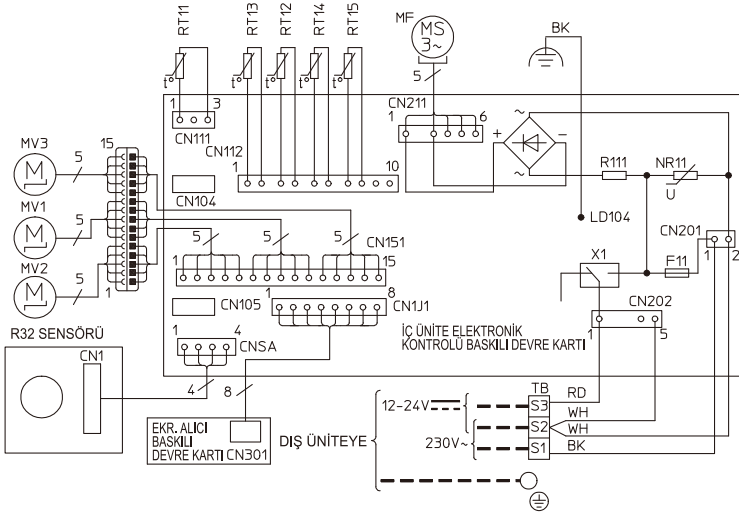 RT11
RT13
RT12
RT14
RT15
MF
MS
3~
BK
t°
t°
t°
t°
t°
5
1
3
CN111
CN211
1
6
~
+
−
~
R111
NR11
U
MV3
5
15
CN112
1
10
CN104
LD104
MV1
5
M
M
M
MV2
5
1
5
5
5
CN151
1
15
CN201
1
2
X1
F11
CN105
1
8
CN1J1
CN202
1
5
R32 SENSÖRÜ
CN1
1
4
CNSA
İÇ ÜNİTE ELEKTRONİK
KONTROLÜ BASKILI DEVRE KARTI
4
8
TB
12-24V
S3
RD
WH
S2
WH
230V~
S1
BK
EKR. ALICI
BASKILI
DEVRE KARTI CN301
DIŞ ÜNİTEYE